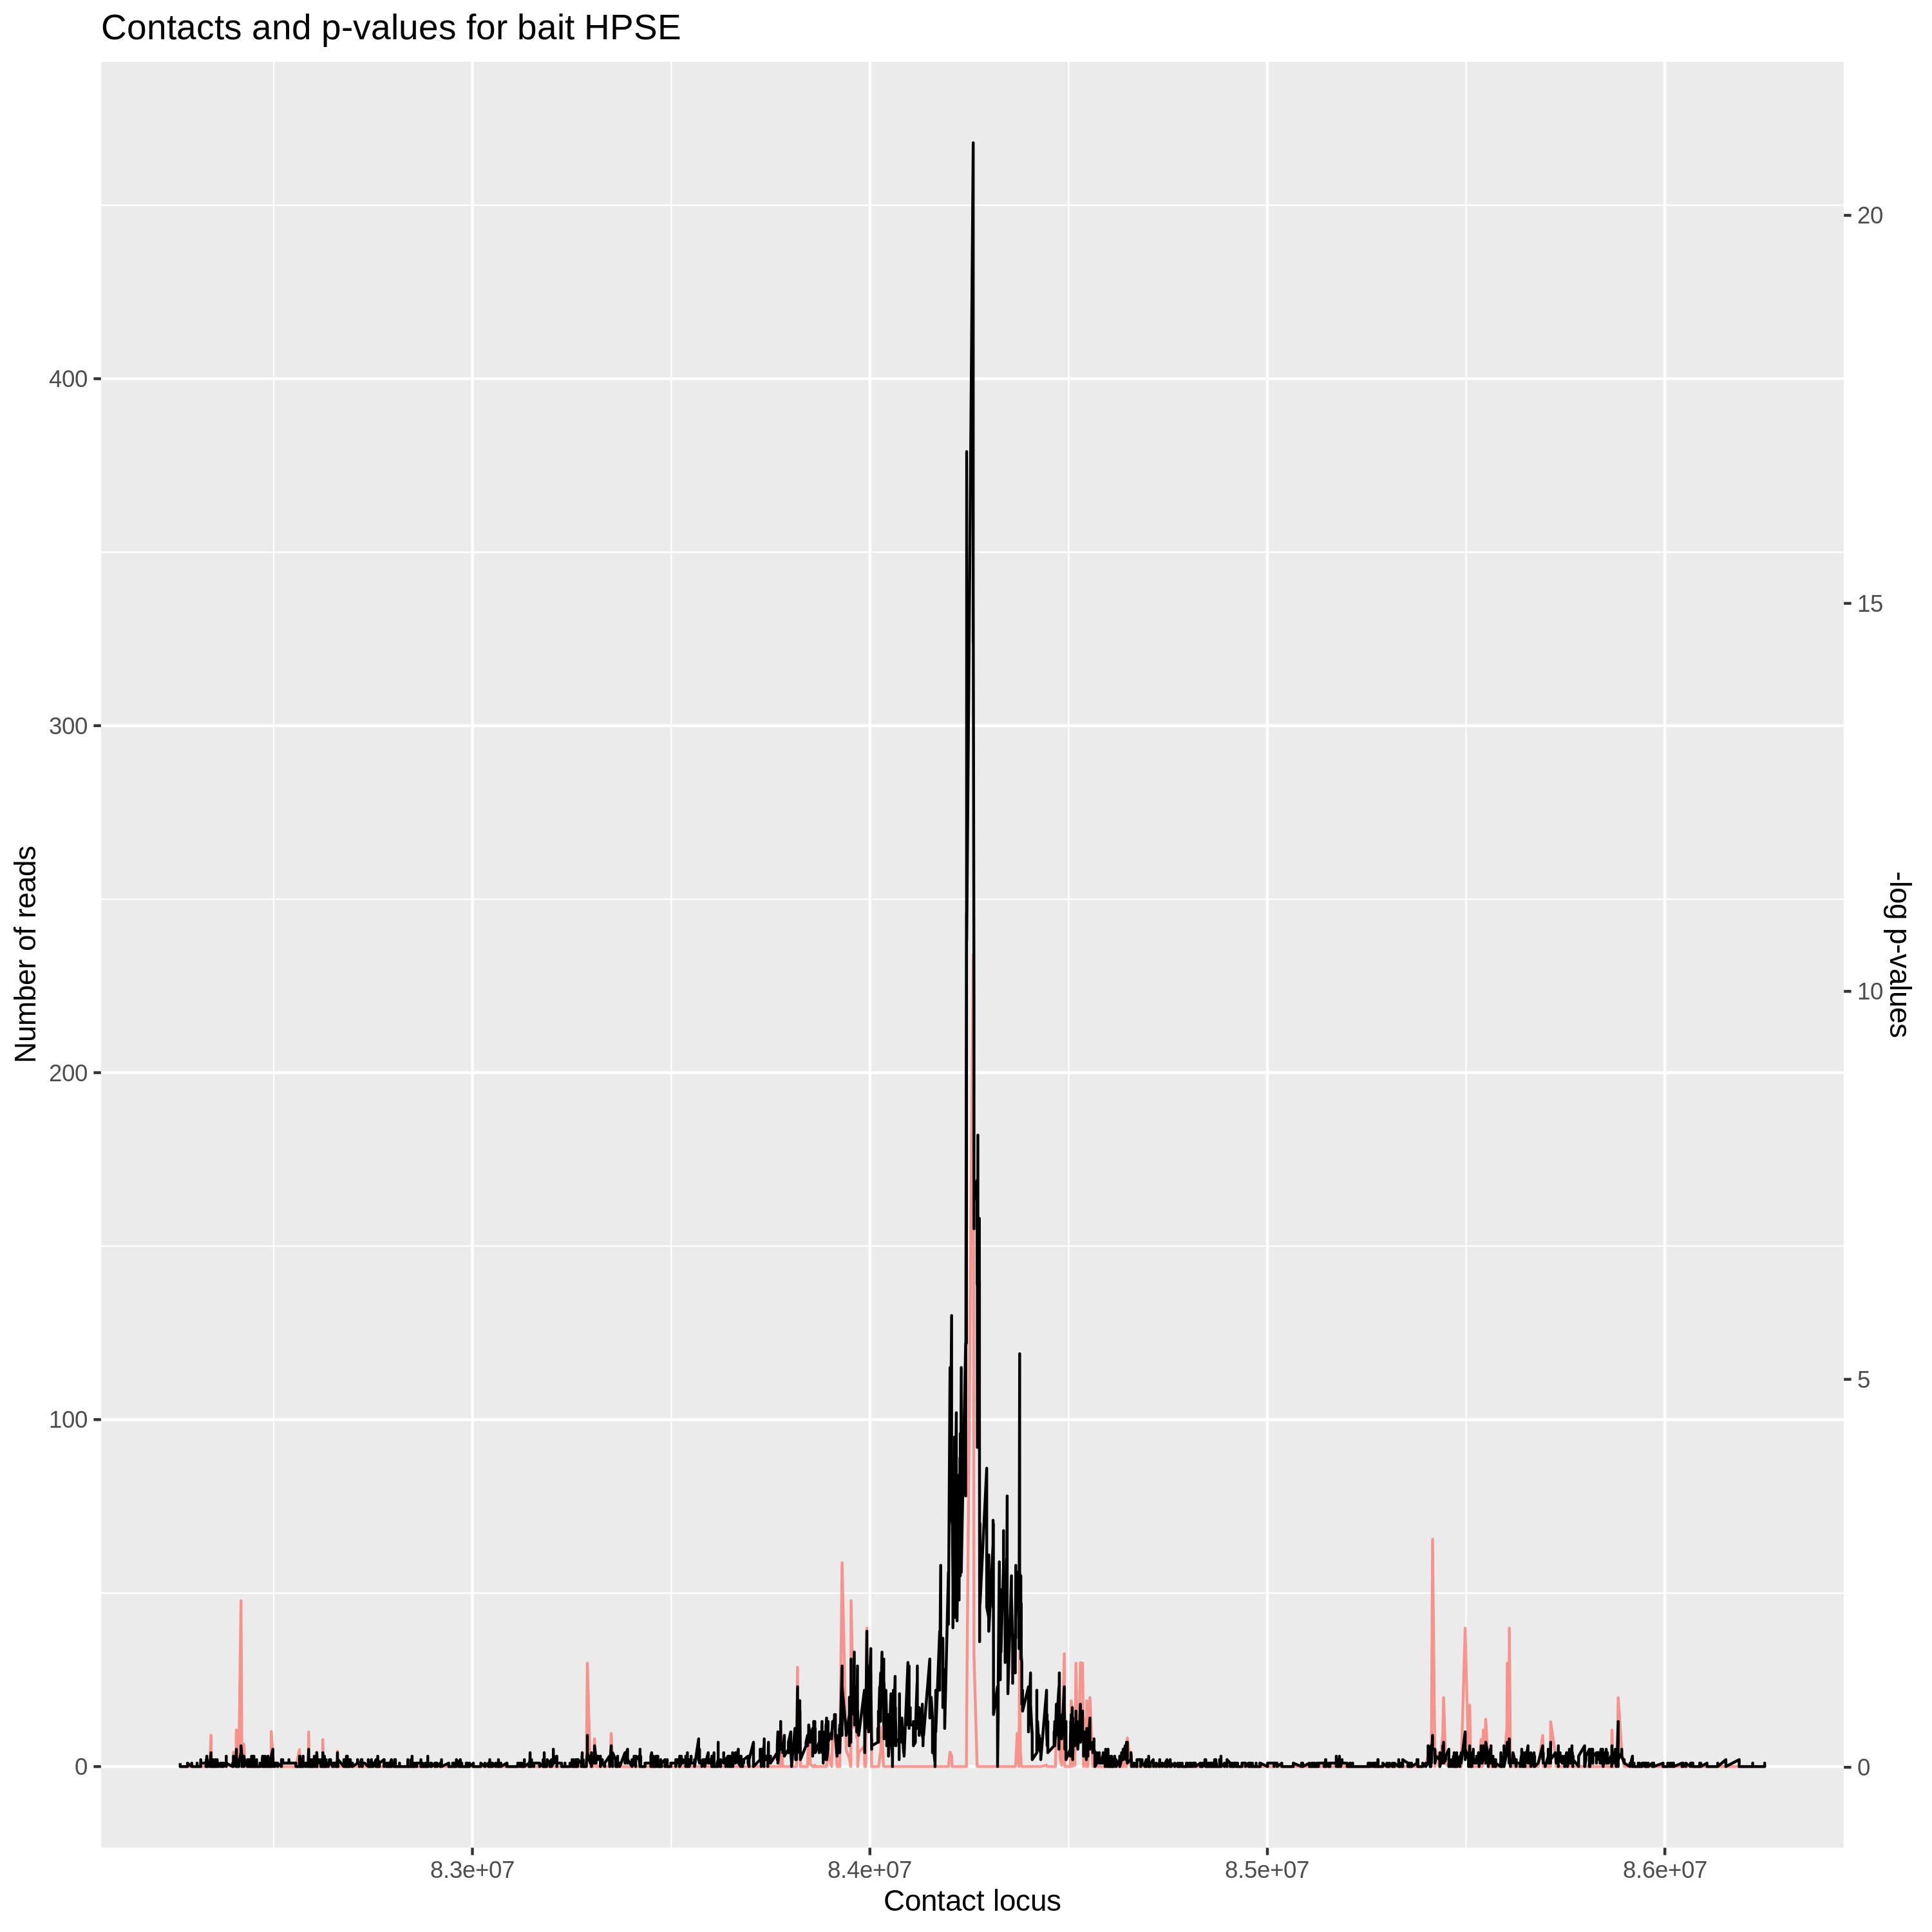 Contacts and p-values for bait HPSE
Number of reads
400
300
200
100
0
20
15
10
5
0
-log p-values
8.3e+07
8.4e+07
8.5e+07
8.6e+07
Contact locus